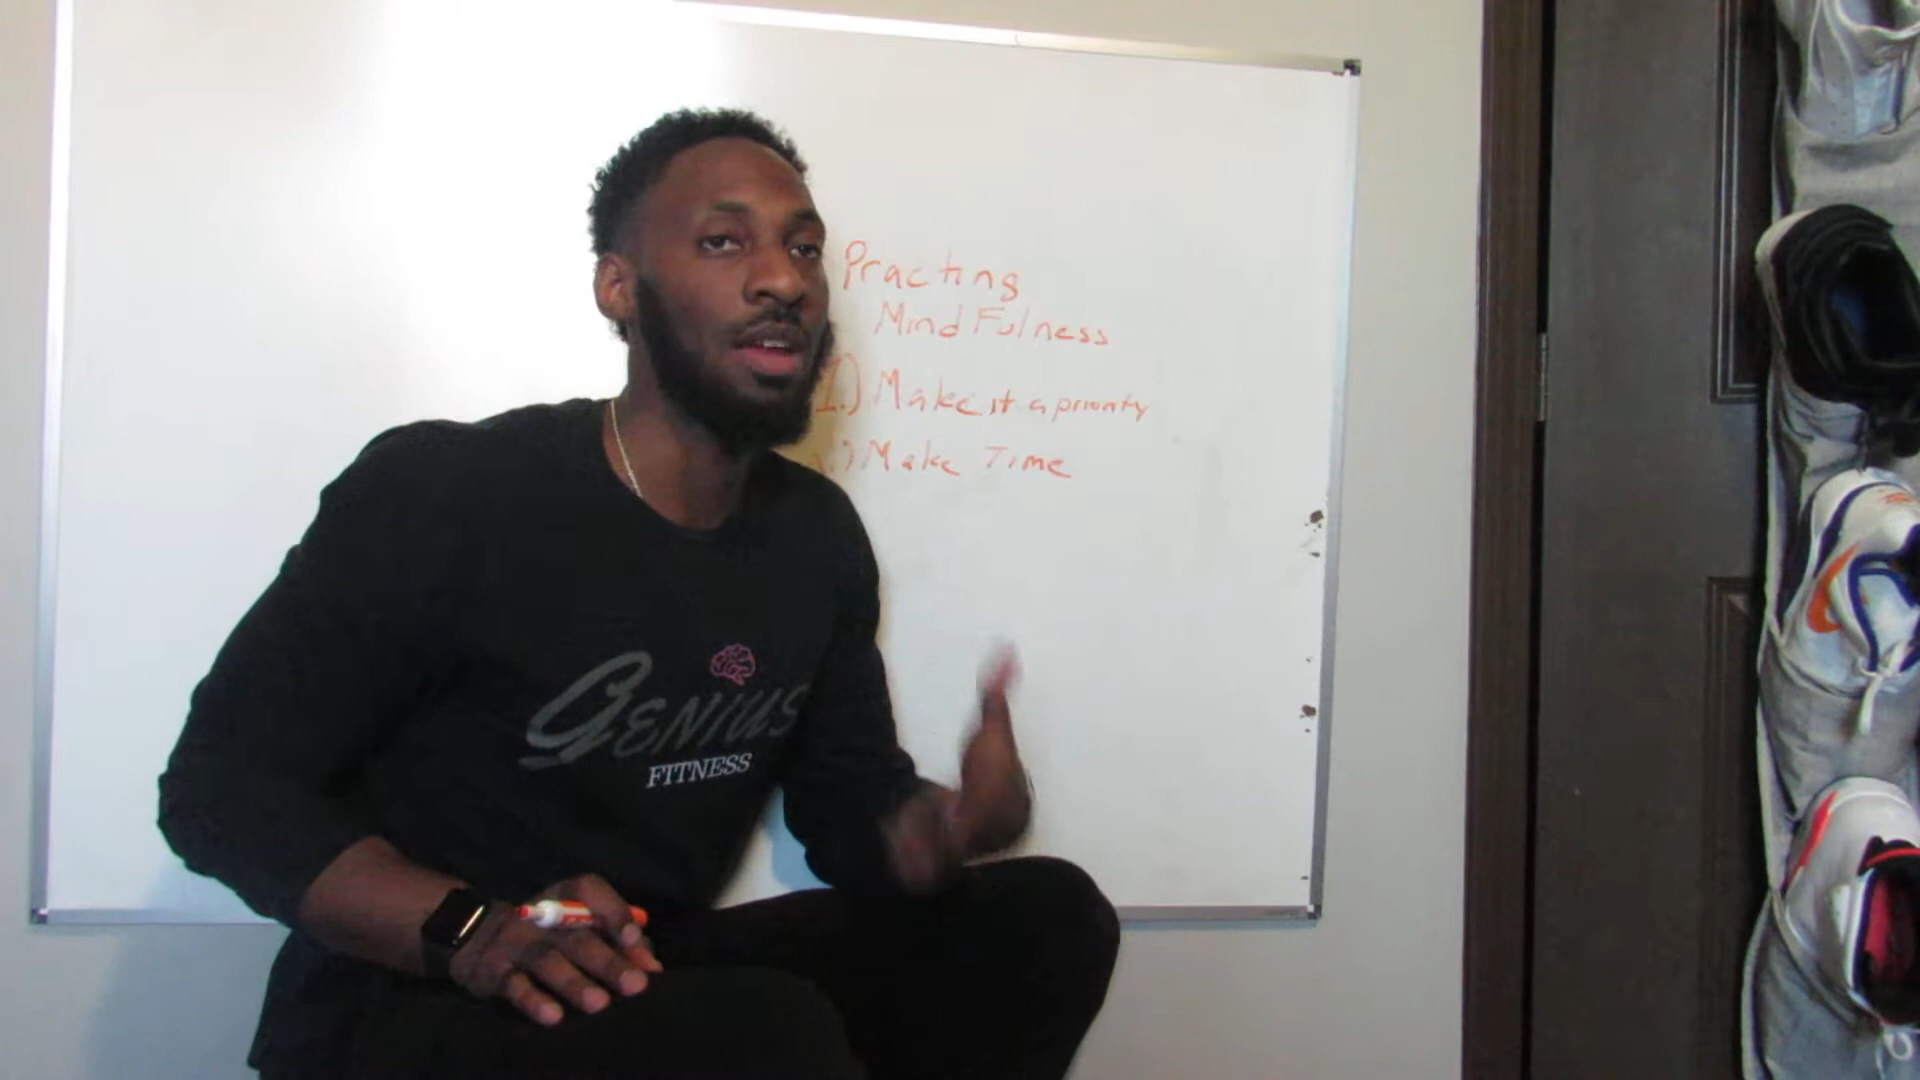 Practing
Mind Fulness
1.) Make it a priority
.) Make Time
GENIUS
FITNESS